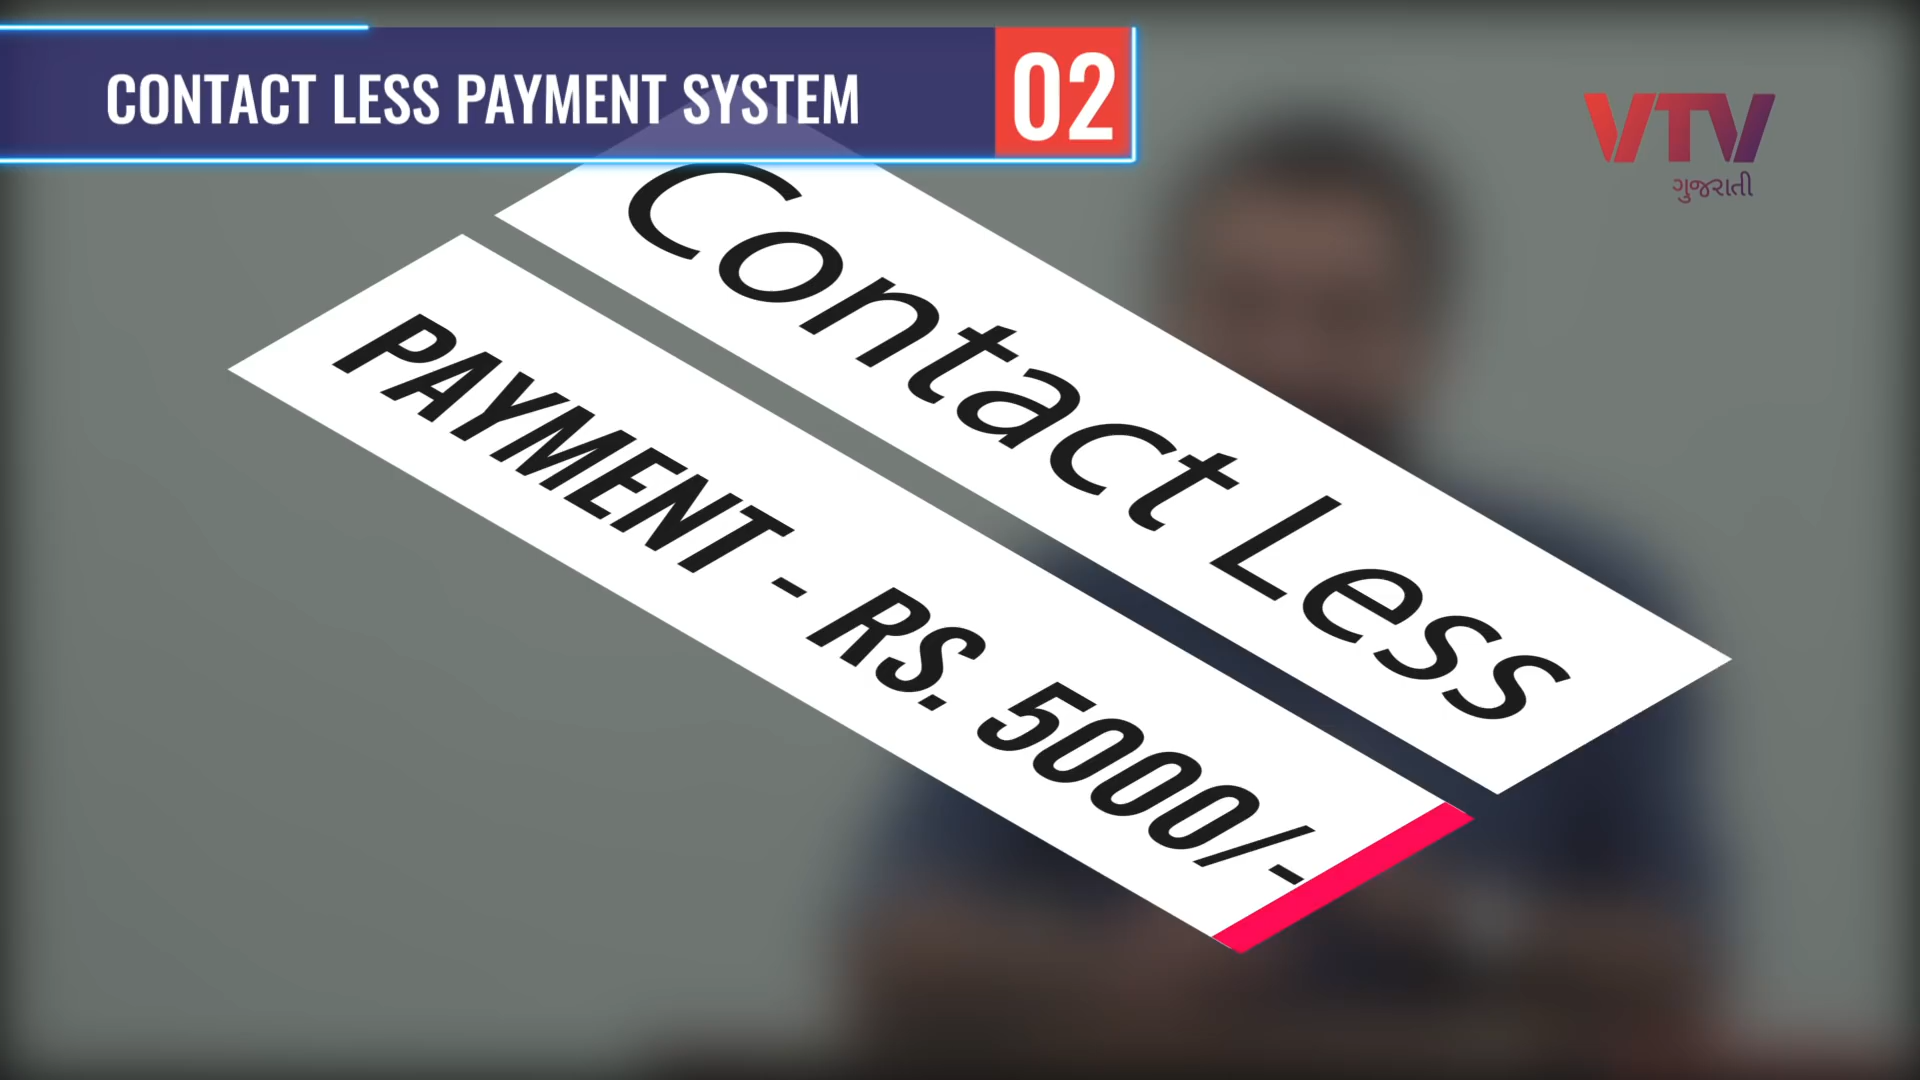 CONTACT LESS PAYMENT SYSTEM 02
VTV
ગુજરાતી
Contact Less
PAYMENT - RS. 5000/-